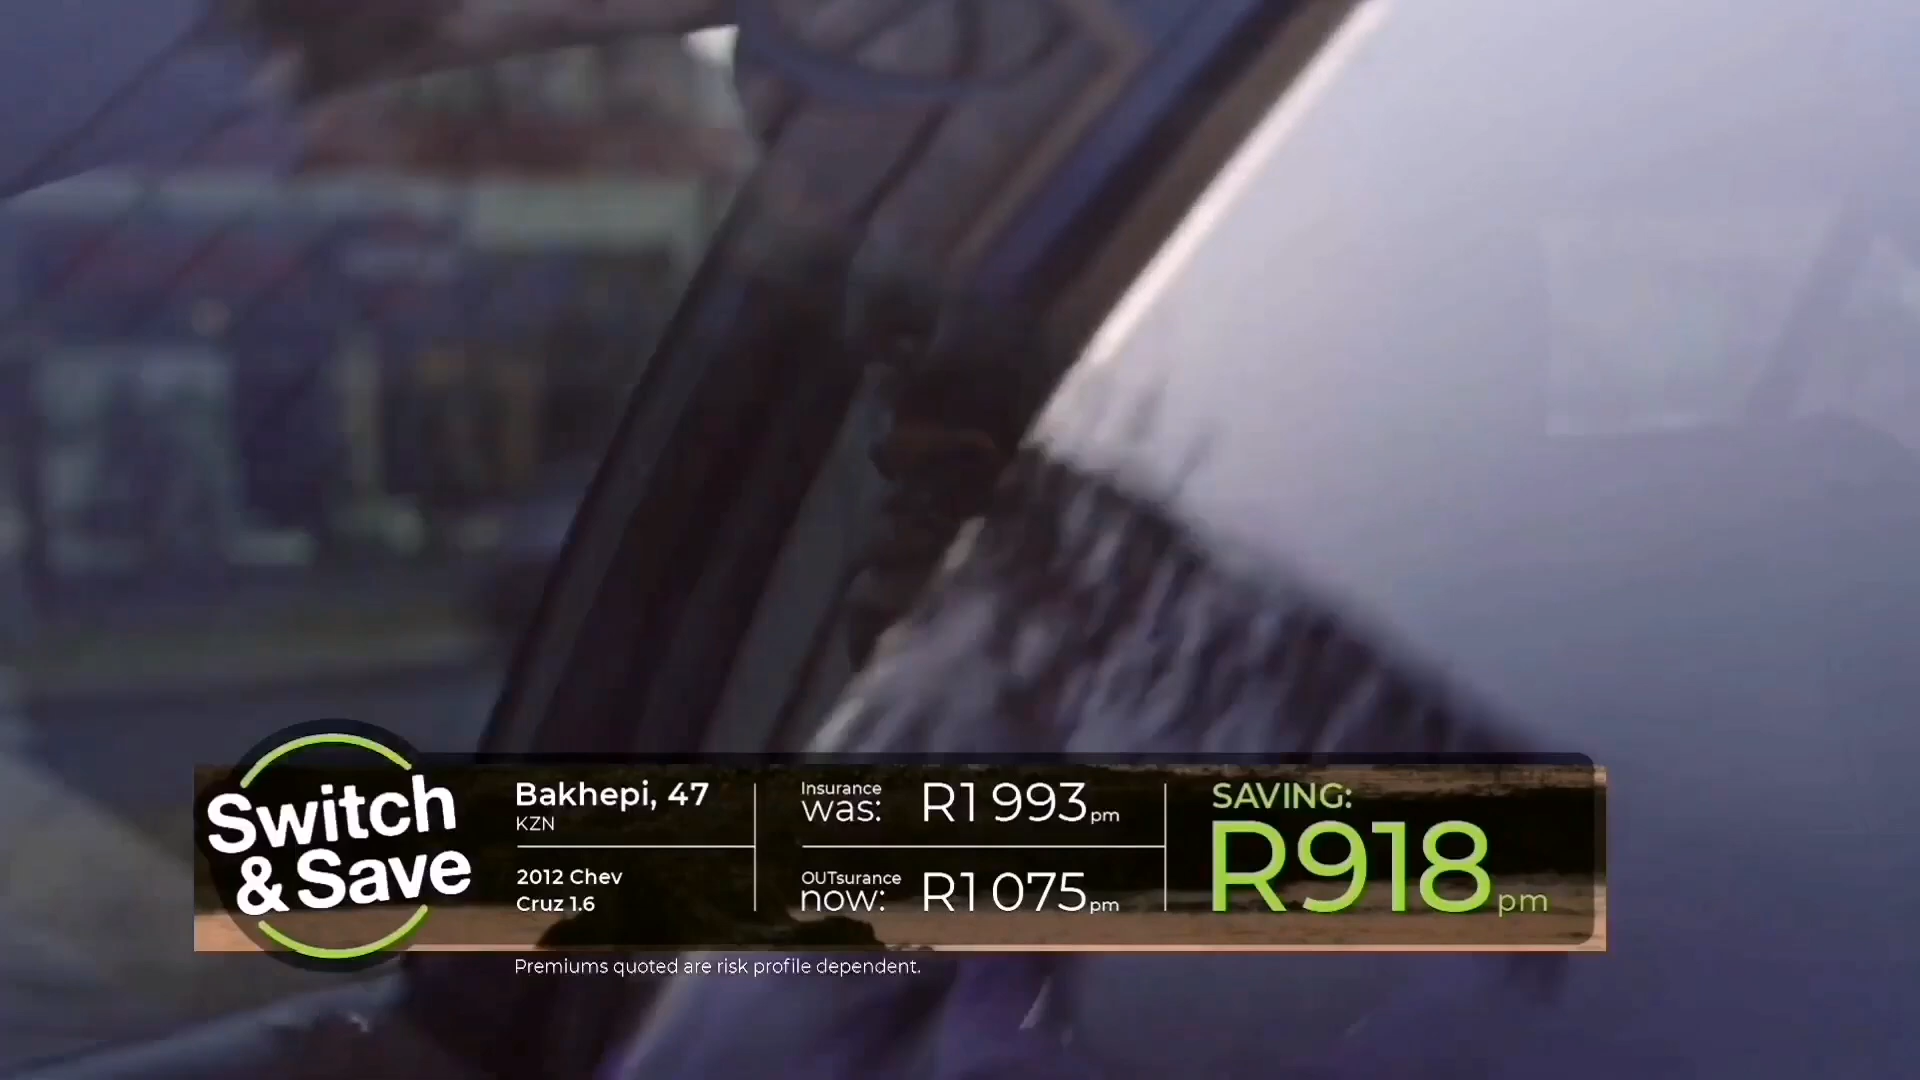 Switch
& Save
Bakhepi, 47
KZN
2012 Chev
Cruz 1.6
Insurance
was: R1 993pm
OUTsurance
now: R1 075pm
SAVING:
R918pm
Premiums quoted are risk profile dependent.